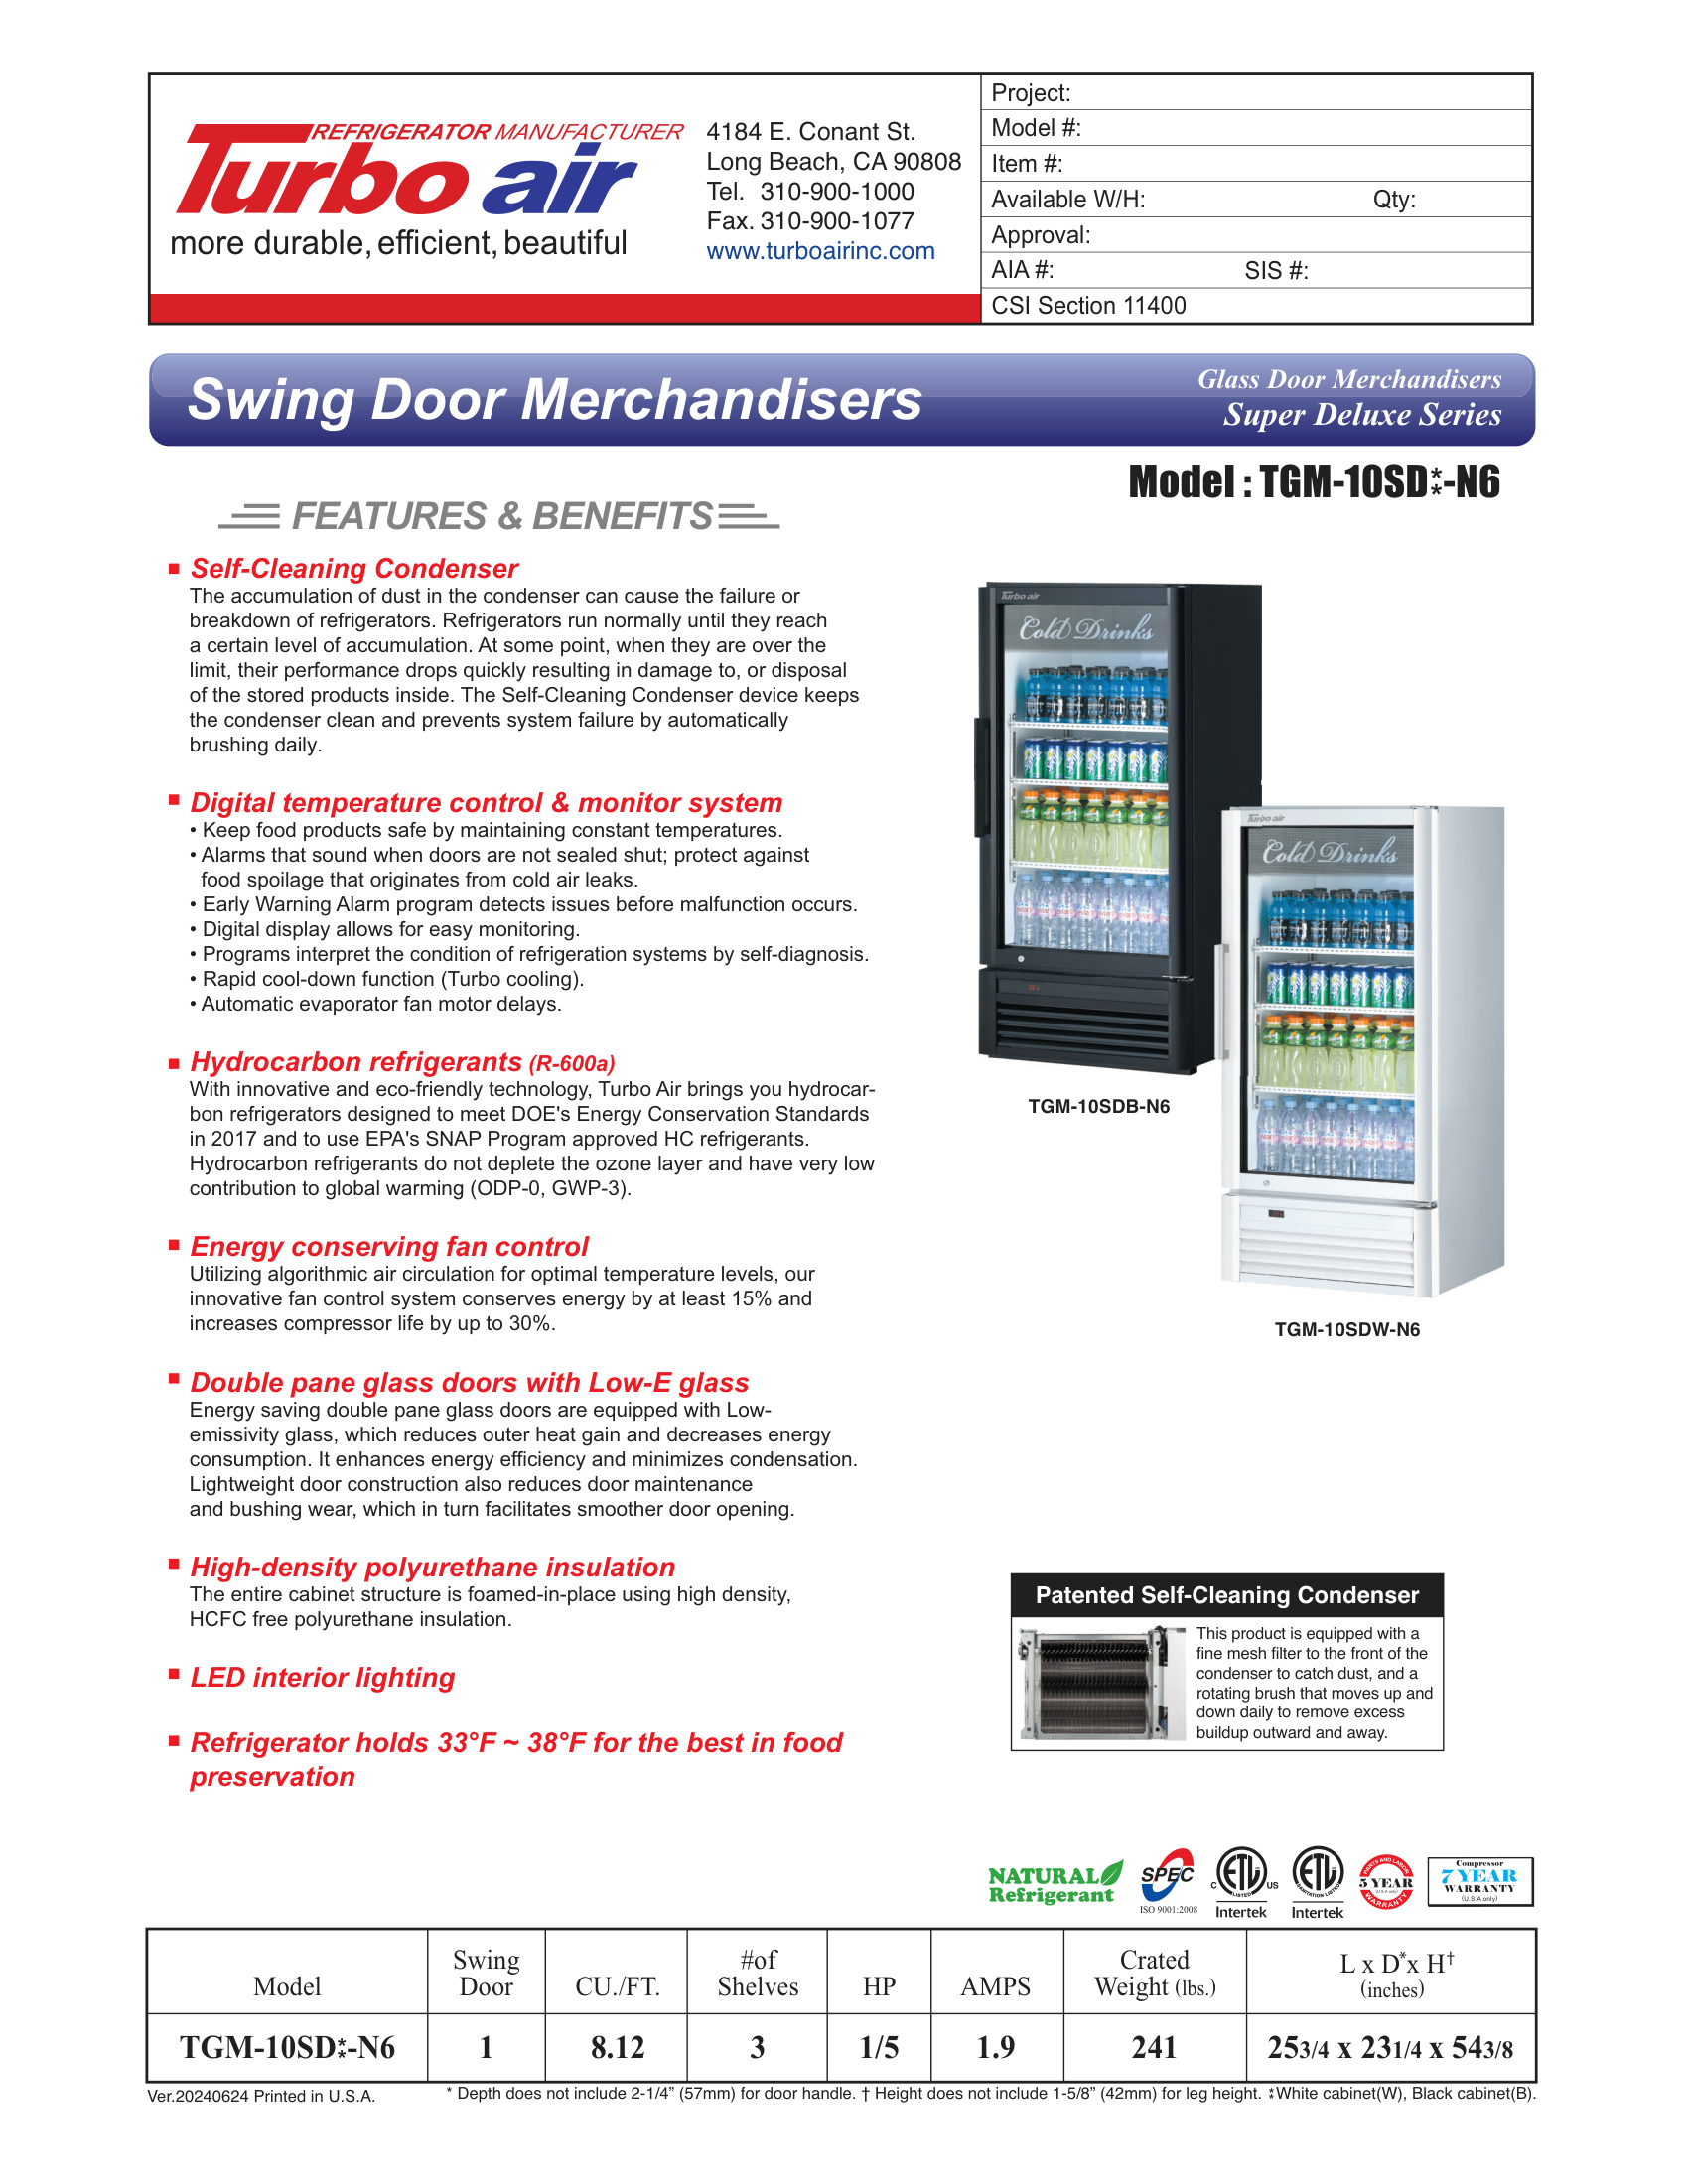 REFRIGERATOR MANUFACTURER
Turbo air
more durable, efficient, beautiful
4184 E. Conant St.
Long Beach, CA 90808
Tel. 310-900-1000
Fax. 310-900-1077
www.turboairinc.com
Project:
Model #:
Item #:
Available W/H: Qty:
Approval:
AIA #: SIS #:
CSI Section 11400
Swing Door Merchandisers
Glass Door Merchandisers
Super Deluxe Series
Model : TGM-10SD⁑-N6
FEATURES & BENEFITS
Self-Cleaning Condenser
The accumulation of dust in the condenser can cause the failure or
breakdown of refrigerators. Refrigerators run normally until they reach
a certain level of accumulation. At some point, when they are over the
limit, their performance drops quickly resulting in damage to, or disposal
of the stored products inside. The Self-Cleaning Condenser device keeps
the condenser clean and prevents system failure by automatically
brushing daily.
Digital temperature control & monitor system
• Keep food products safe by maintaining constant temperatures.
• Alarms that sound when doors are not sealed shut; protect against
food spoilage that originates from cold air leaks.
• Early Warning Alarm program detects issues before malfunction occurs.
• Digital display allows for easy monitoring.
• Programs interpret the condition of refrigeration systems by self-diagnosis.
• Rapid cool-down function (Turbo cooling).
• Automatic evaporator fan motor delays.
Hydrocarbon refrigerants (R-600a)
With innovative and eco-friendly technology, Turbo Air brings you hydrocar-
bon refrigerators designed to meet DOE's Energy Conservation Standards
in 2017 and to use EPA's SNAP Program approved HC refrigerants.
Hydrocarbon refrigerants do not deplete the ozone layer and have very low
contribution to global warming (ODP-0, GWP-3).
Energy conserving fan control
Utilizing algorithmic air circulation for optimal temperature levels, our
innovative fan control system conserves energy by at least 15% and
increases compressor life by up to 30%.
Double pane glass doors with Low-E glass
Energy saving double pane glass doors are equipped with Low-
emissivity glass, which reduces outer heat gain and decreases energy
consumption. It enhances energy efficiency and minimizes condensation.
Lightweight door construction also reduces door maintenance
and bushing wear, which in turn facilitates smoother door opening.
High-density polyurethane insulation
The entire cabinet structure is foamed-in-place using high density,
HCFC free polyurethane insulation.
LED interior lighting
Refrigerator holds 33°F ~ 38°F for the best in food
preservation
Turbo air
Cold Drinks
TGM-10SDB-N6
Turbo air
Cold Drinks
TGM-10SDW-N6
Patented Self-Cleaning Condenser
This product is equipped with a
fine mesh filter to the front of the
condenser to catch dust, and a
rotating brush that moves up and
down daily to remove excess
buildup outward and away.
NATURAL
Refrigerant
SPEC
ISO 9001:2008
C ETL US
LISTED
Intertek
ETL
SANITATION LISTED
Intertek
PARTS AND LABOR
5 YEAR
(U.S.A only)
WARRANTY
Compressor
7 YEAR
WARRANTY
(U.S.A only)
Model Swing Door CU./FT. #of Shelves HP AMPS Crated Weight (lbs.) L x D* x H† (inches)
TGM-10SD⁑-N6 1 8.12 3 1/5 1.9 241 25 3/4 x 23 1/4 x 54 3/8
Ver.20240624 Printed in U.S.A. * Depth does not include 2-1/4” (57mm) for door handle. † Height does not include 1-5/8” (42mm) for leg height. ⁑White cabinet(W), Black cabinet(B).